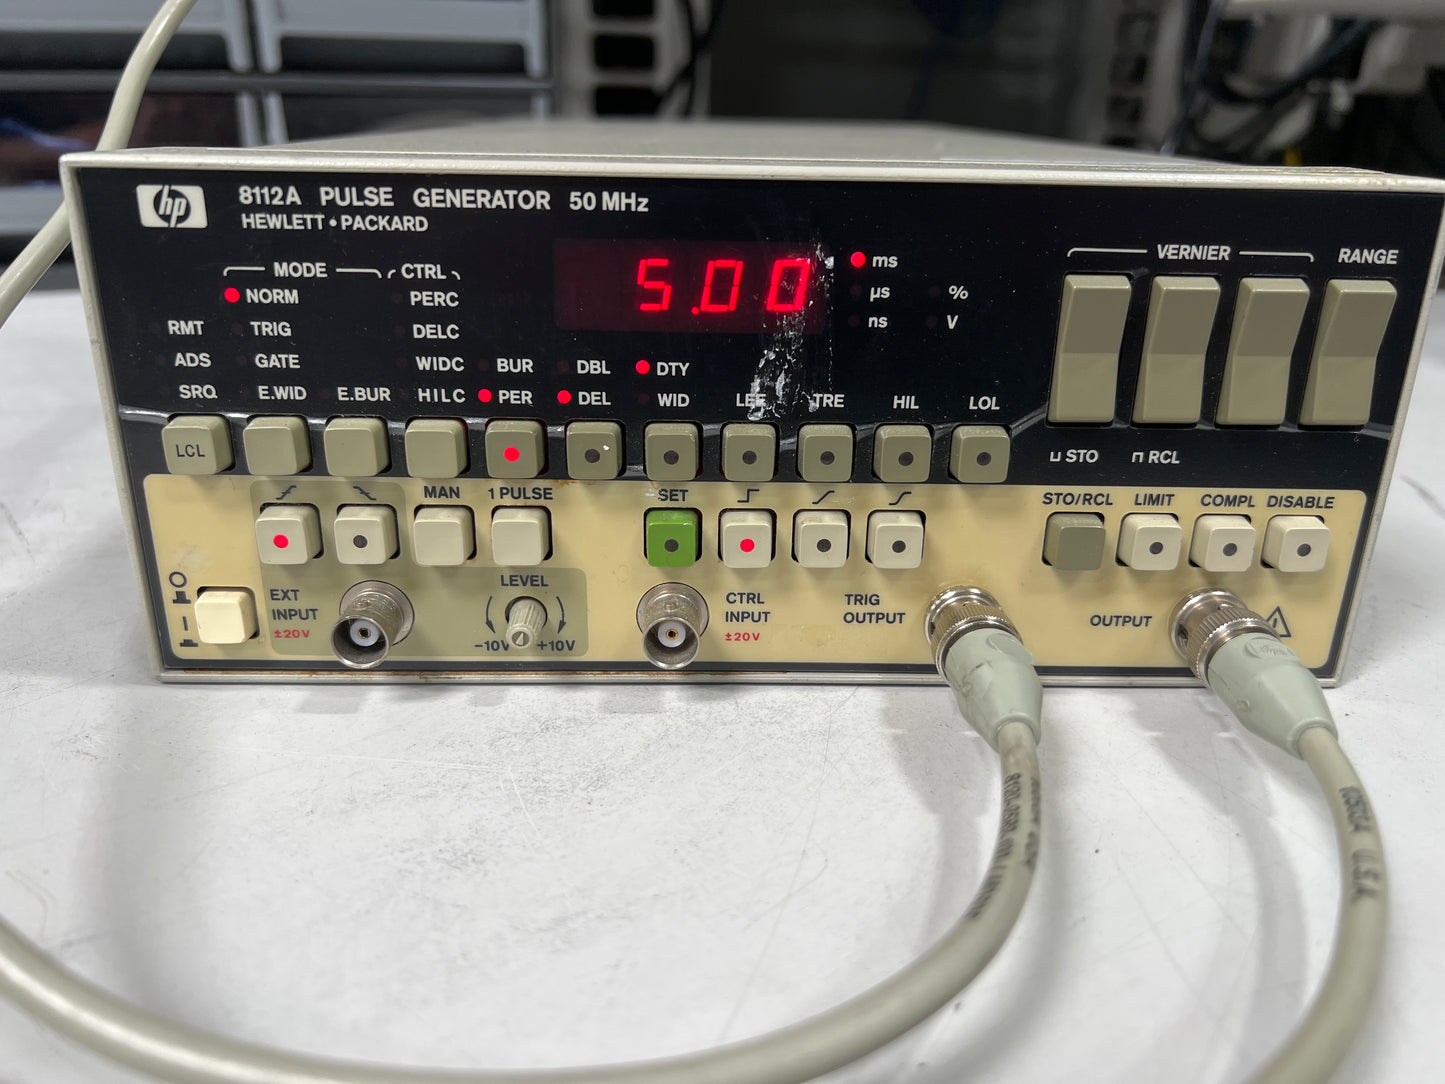 hp
8112A PULSE GENERATOR 50 MHz
HEWLETT • PACKARD
MODE
CTRL
NORM
PERC
RMT
TRIG
DELC
ADS
GATE
WIDC
BUR
DBL
DTY
SRQ
E.WID
E.BUR
HILC
PER
DEL
WID
LEE
TRE
HIL
LOL
5.00
ms
µs
%
ns
V
VERNIER
RANGE
⊔ STO
⊓ RCL
LCL
MAN
1 PULSE
SET
STO/RCL
LIMIT
COMPL
DISABLE
EXT
INPUT
±20V
LEVEL
-10V
+10V
CTRL
INPUT
±20V
TRIG
OUTPUT
OUTPUT
U.S.A.